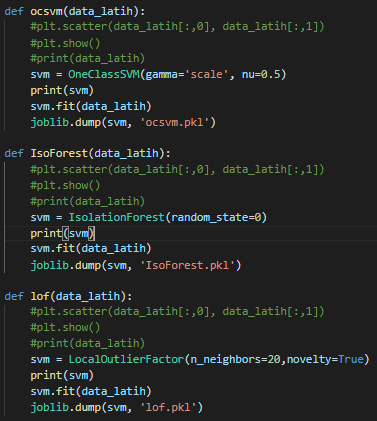 def ocsvm(data_latih):
    #plt.scatter(data_latih[:,0], data_latih[:,1])
    #plt.show()
    #print(data_latih)
    svm = OneClassSVM(gamma='scale', nu=0.5)
    print(svm)
    svm.fit(data_latih)
    joblib.dump(svm, 'ocsvm.pkl')
def IsoForest(data_latih):
    #plt.scatter(data_latih[:,0], data_latih[:,1])
    #plt.show()
    #print(data_latih)
    svm = IsolationForest(random_state=0)
    print(svm)
    svm.fit(data_latih)
    joblib.dump(svm, 'IsoForest.pkl')
def lof(data_latih):
    #plt.scatter(data_latih[:,0], data_latih[:,1])
    #plt.show()
    #print(data_latih)
    svm = LocalOutlierFactor(n_neighbors=20,novelty=True)
    print(svm)
    svm.fit(data_latih)
    joblib.dump(svm, 'lof.pkl')